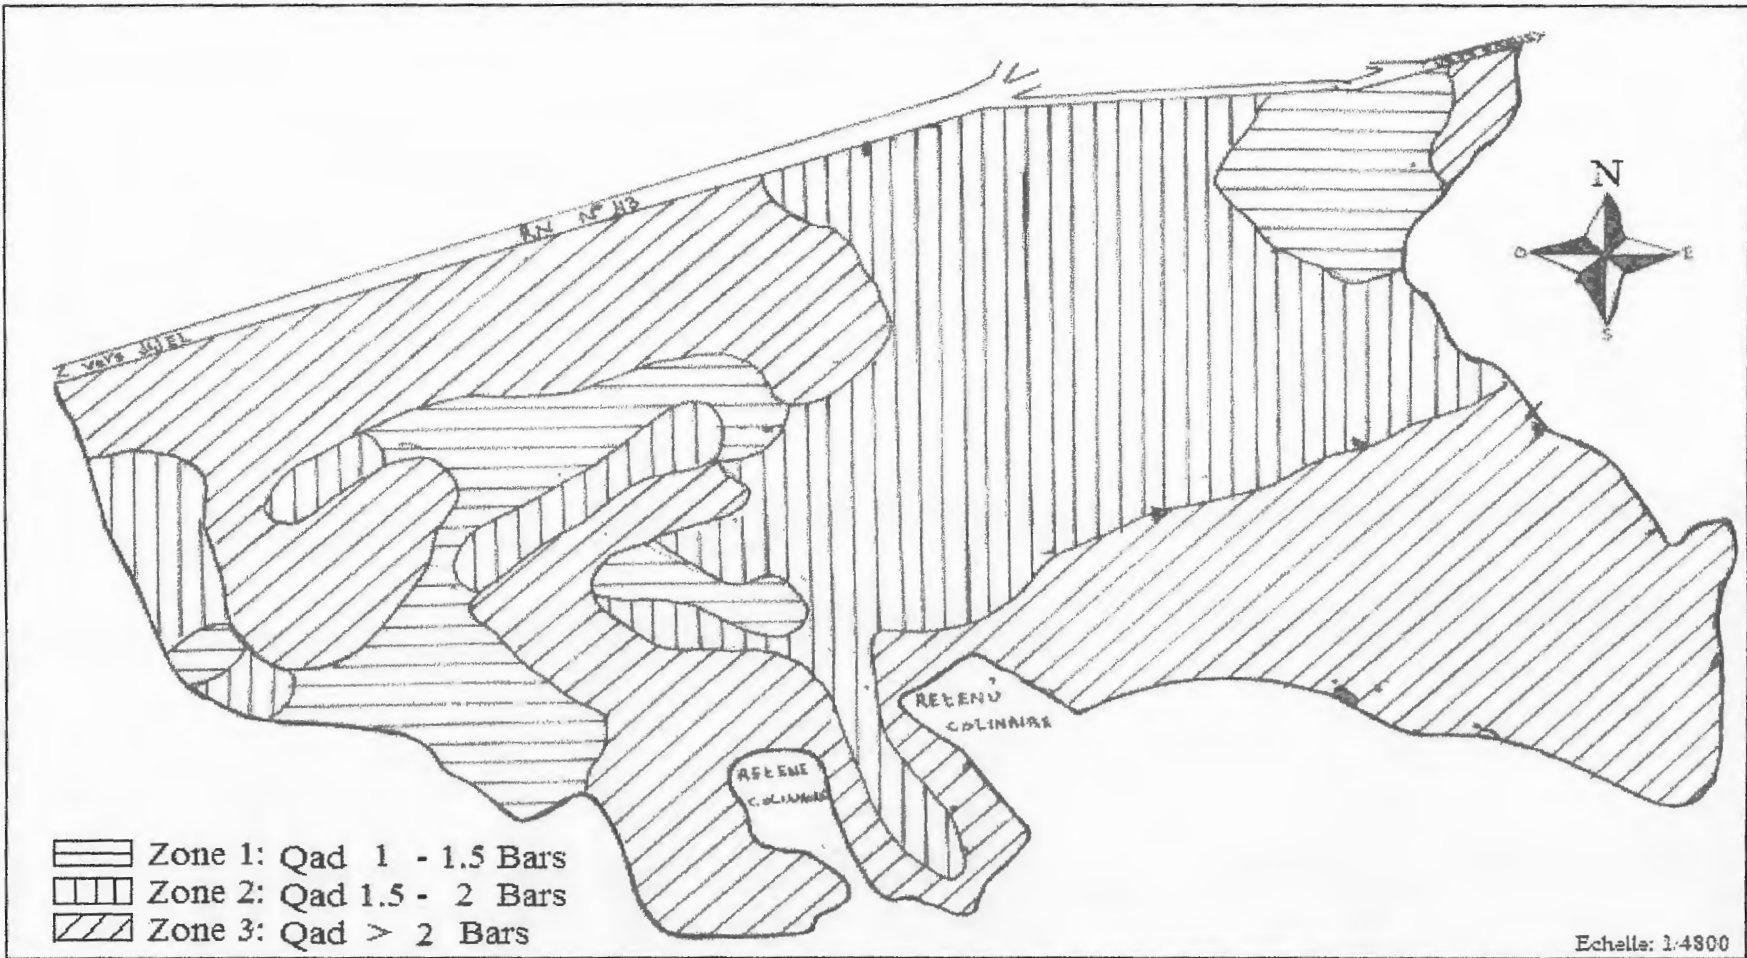 N
O
E
S
RN N° 43
vers JIJEL
RETENU
COLINAIRE
RETENE
COLINAIRE
Zone 1: Qad 1 - 1.5 Bars
Zone 2: Qad 1.5 - 2 Bars
Zone 3: Qad > 2 Bars
Echelle: 1/4800